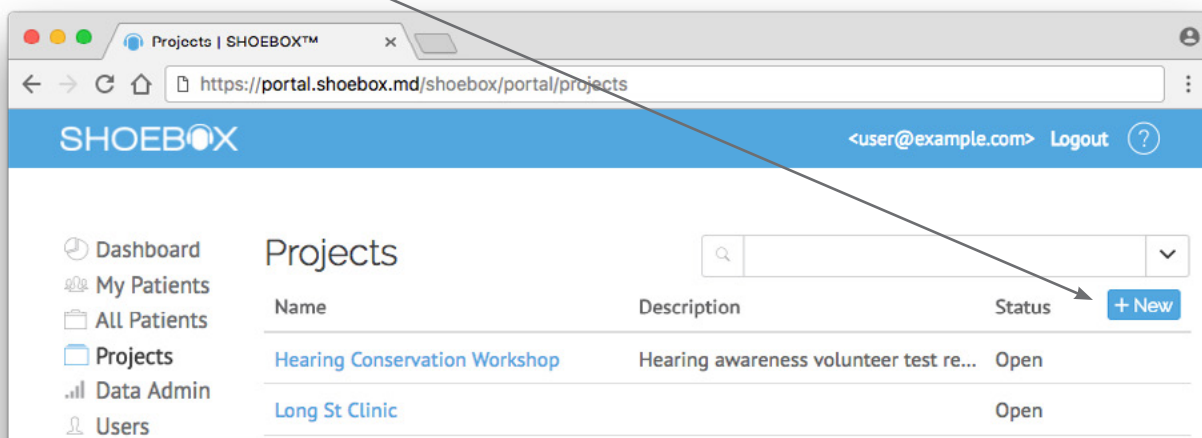 Projects | SHOEBOX™
https://portal.shoebox.md/shoebox/portal/projects
SHOEBOX
<user@example.com> Logout ?
Dashboard
My Patients
All Patients
Projects
Data Admin
Users
Projects
Name Description Status + New
Hearing Conservation Workshop Hearing awareness volunteer test re... Open
Long St Clinic Open